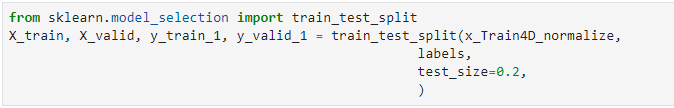 from sklearn.model_selection import train_test_split
X_train, X_valid, y_train_1, y_valid_1 = train_test_split(x_Train4D_normalize,
labels,
test_size=0.2,
)